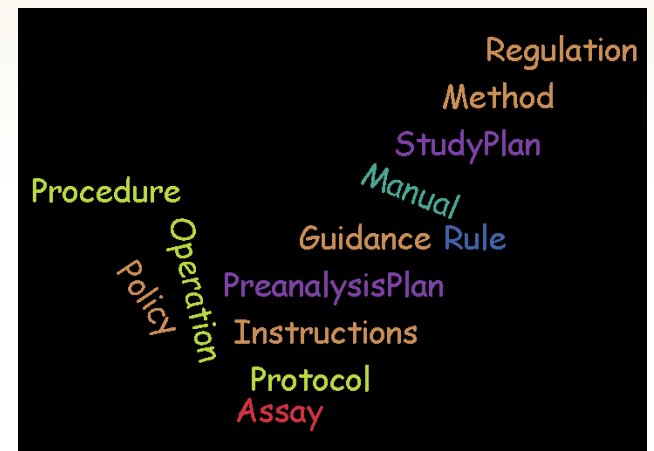 Regulation
Method
StudyPlan
Manual
Procedure
Operation
Guidance Rule
Policy
PreanalysisPlan
Instructions
Protocol
Assay